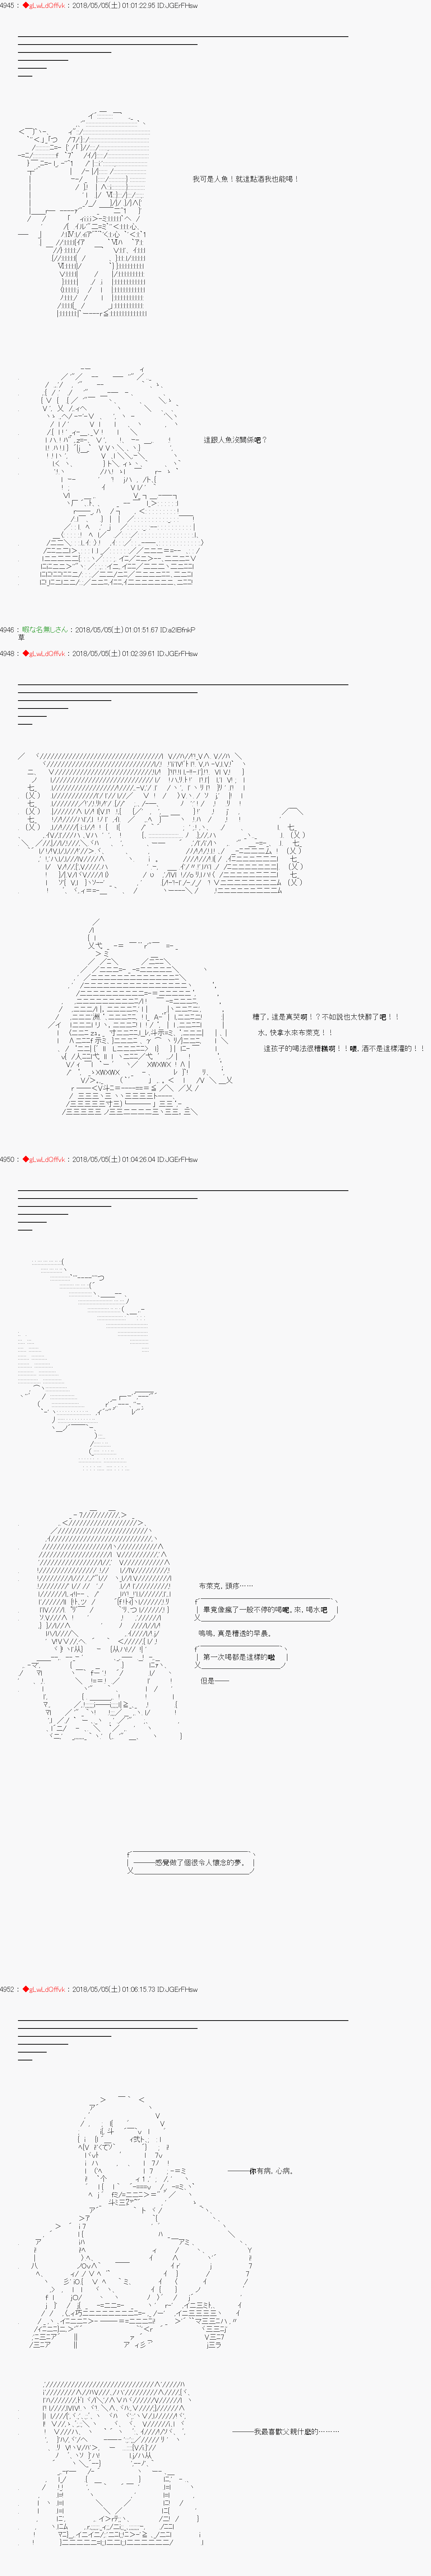 4945 ： ◆gLwLdOffvk ： 2018/05/05(土) 01:01:22.95 ID:JGErFHsw
我可是人魚！就這點酒我也能喝！
這跟人魚沒關係吧？
4946 ： 暇な名無しさん ： 2018/05/05(土) 01:01:51.67 ID:a2IBfnkP
草
4948 ： ◆gLwLdOffvk ： 2018/05/05(土) 01:02:39.61 ID:JGErFHsw
糟了，這是真哭啊！？不如說也太快醉了吧！！
水，快拿水來布萊克！！
這孩子的喝法很糟糕啊！！喂，酒不是這樣灌的！！
4950 ： ◆gLwLdOffvk ： 2018/05/05(土) 01:04:26.04 ID:JGErFHsw
布萊克，頭疼……
畢竟像瘋了一般不停的喝呢，來，喝水吧
嗚嗚，真是糟透的早晨。
第一次喝都是這樣的啦
但是——
———感覺做了個很令人懷念的夢。
4952 ： ◆gLwLdOffvk ： 2018/05/05(土) 01:06:15.73 ID:JGErFHsw
———你有病，心病。
———我最喜歡父親什麼的………